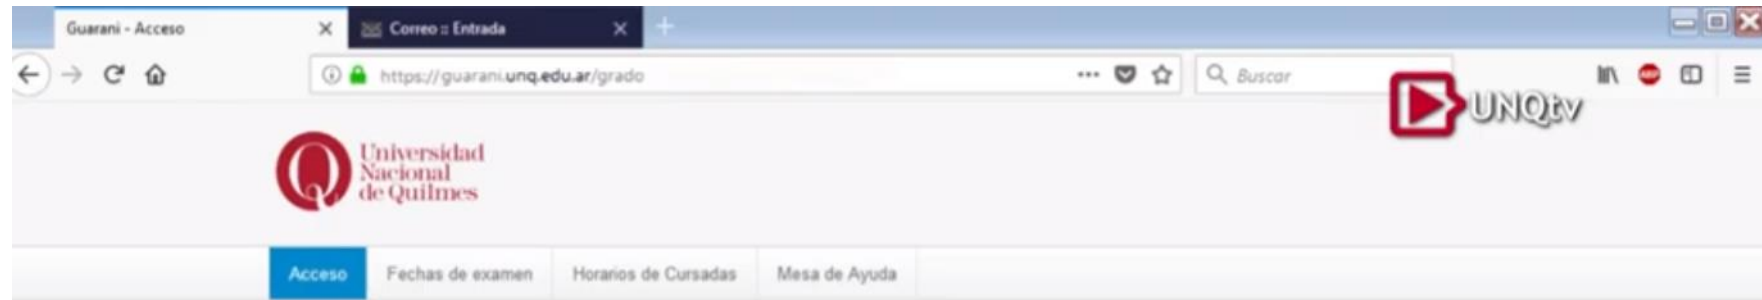 Guarani - Acceso
Correo :: Entrada
https://guarani.unq.edu.ar/grado
Buscar
ABP
UNQtv
Universidad
Nacional
de Quilmes
Acceso Fechas de examen Horarios de Cursadas Mesa de Ayuda